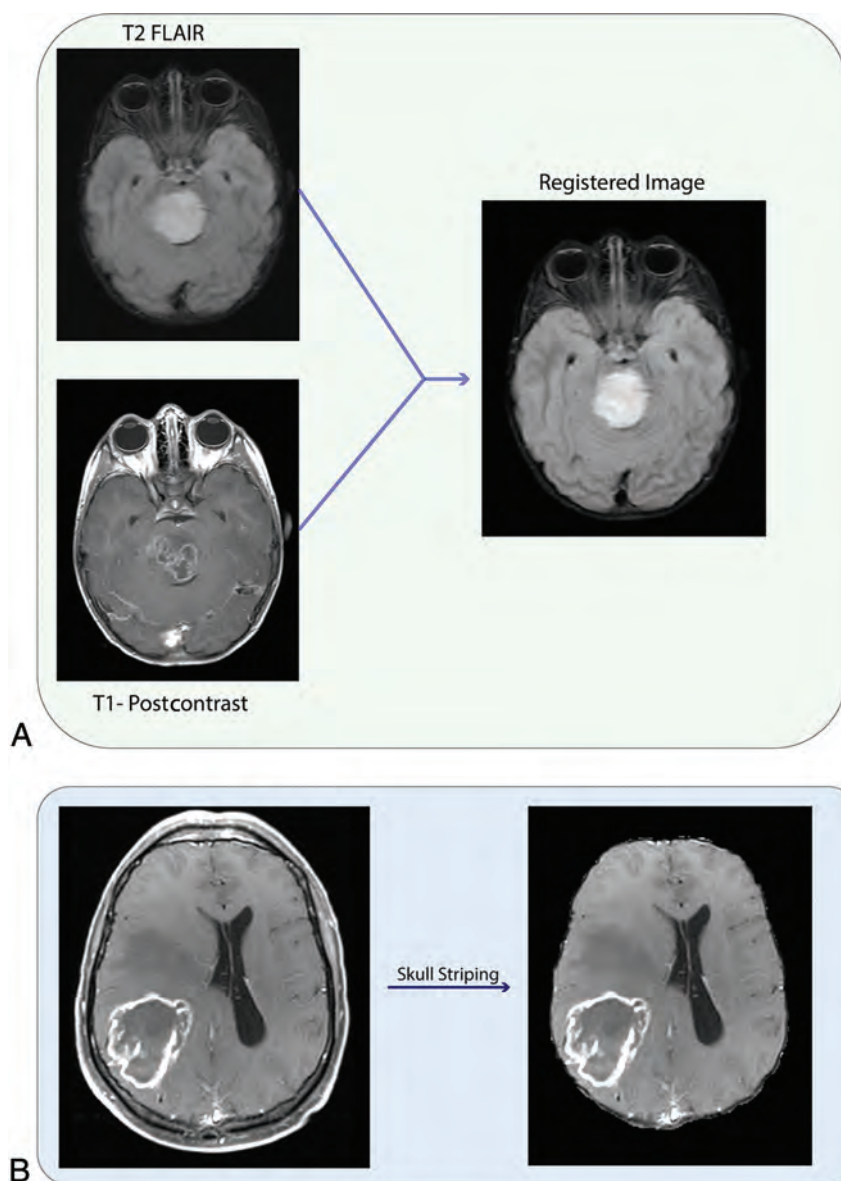 T2 FLAIR
Registered Image
T1- Postcontrast
A
Skull Striping
B